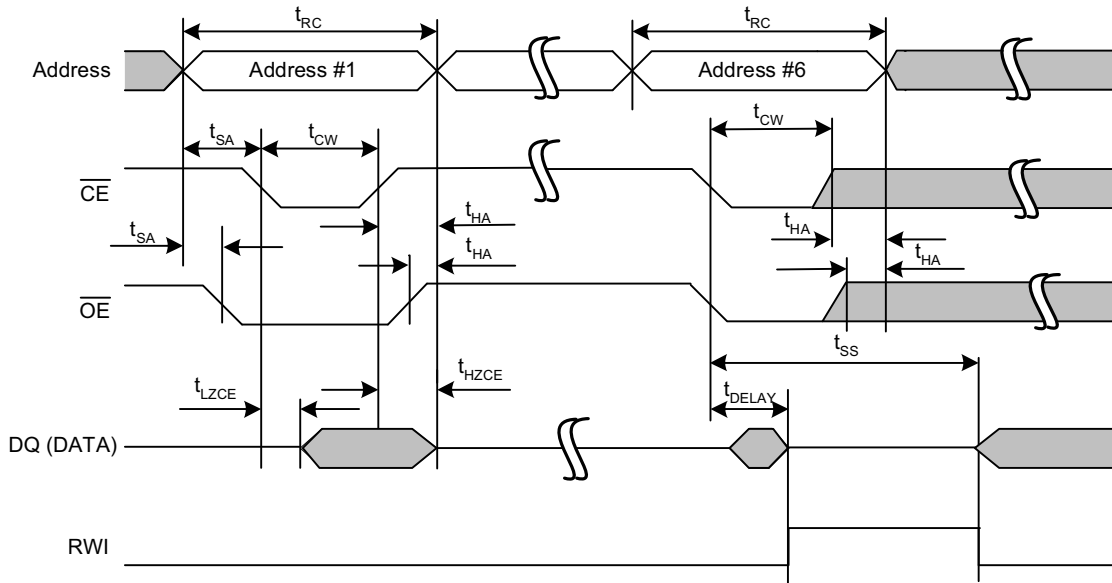 tRC tRC
Address Address #1 Address #6
tSA tCW tCW
CE
tHA
tSA tHA tHA
tHA
OE
tSS
tLZCE tHZCE tDELAY
DQ (DATA)
RWI